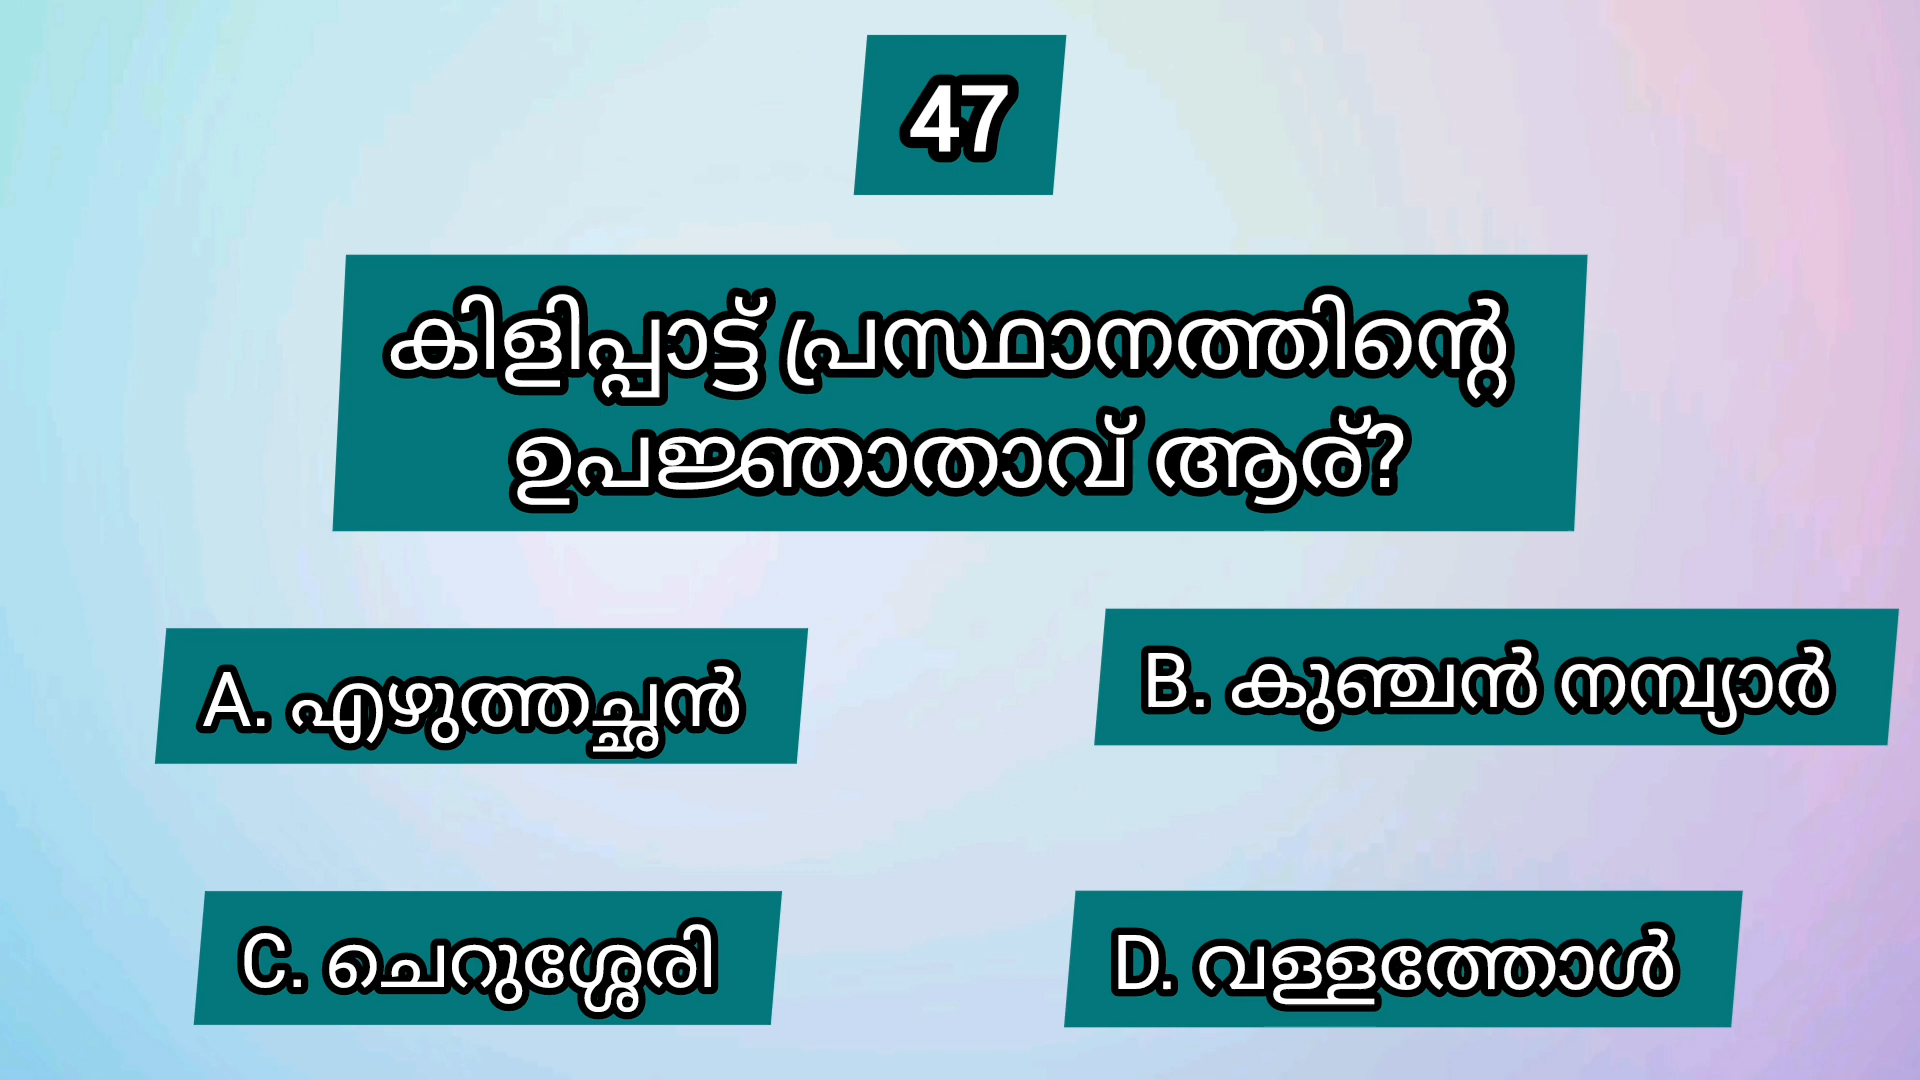 47
കിളിപ്പാട്ട് പ്രസ്ഥാനത്തിന്റെ
ഉപജ്ഞാതാവ് ആര്?
A. എഴുത്തച്ഛൻ
B. കുഞ്ചൻ നമ്പ്യാർ
C. ചെറുശ്ശേരി
D. വള്ളത്തോൾ